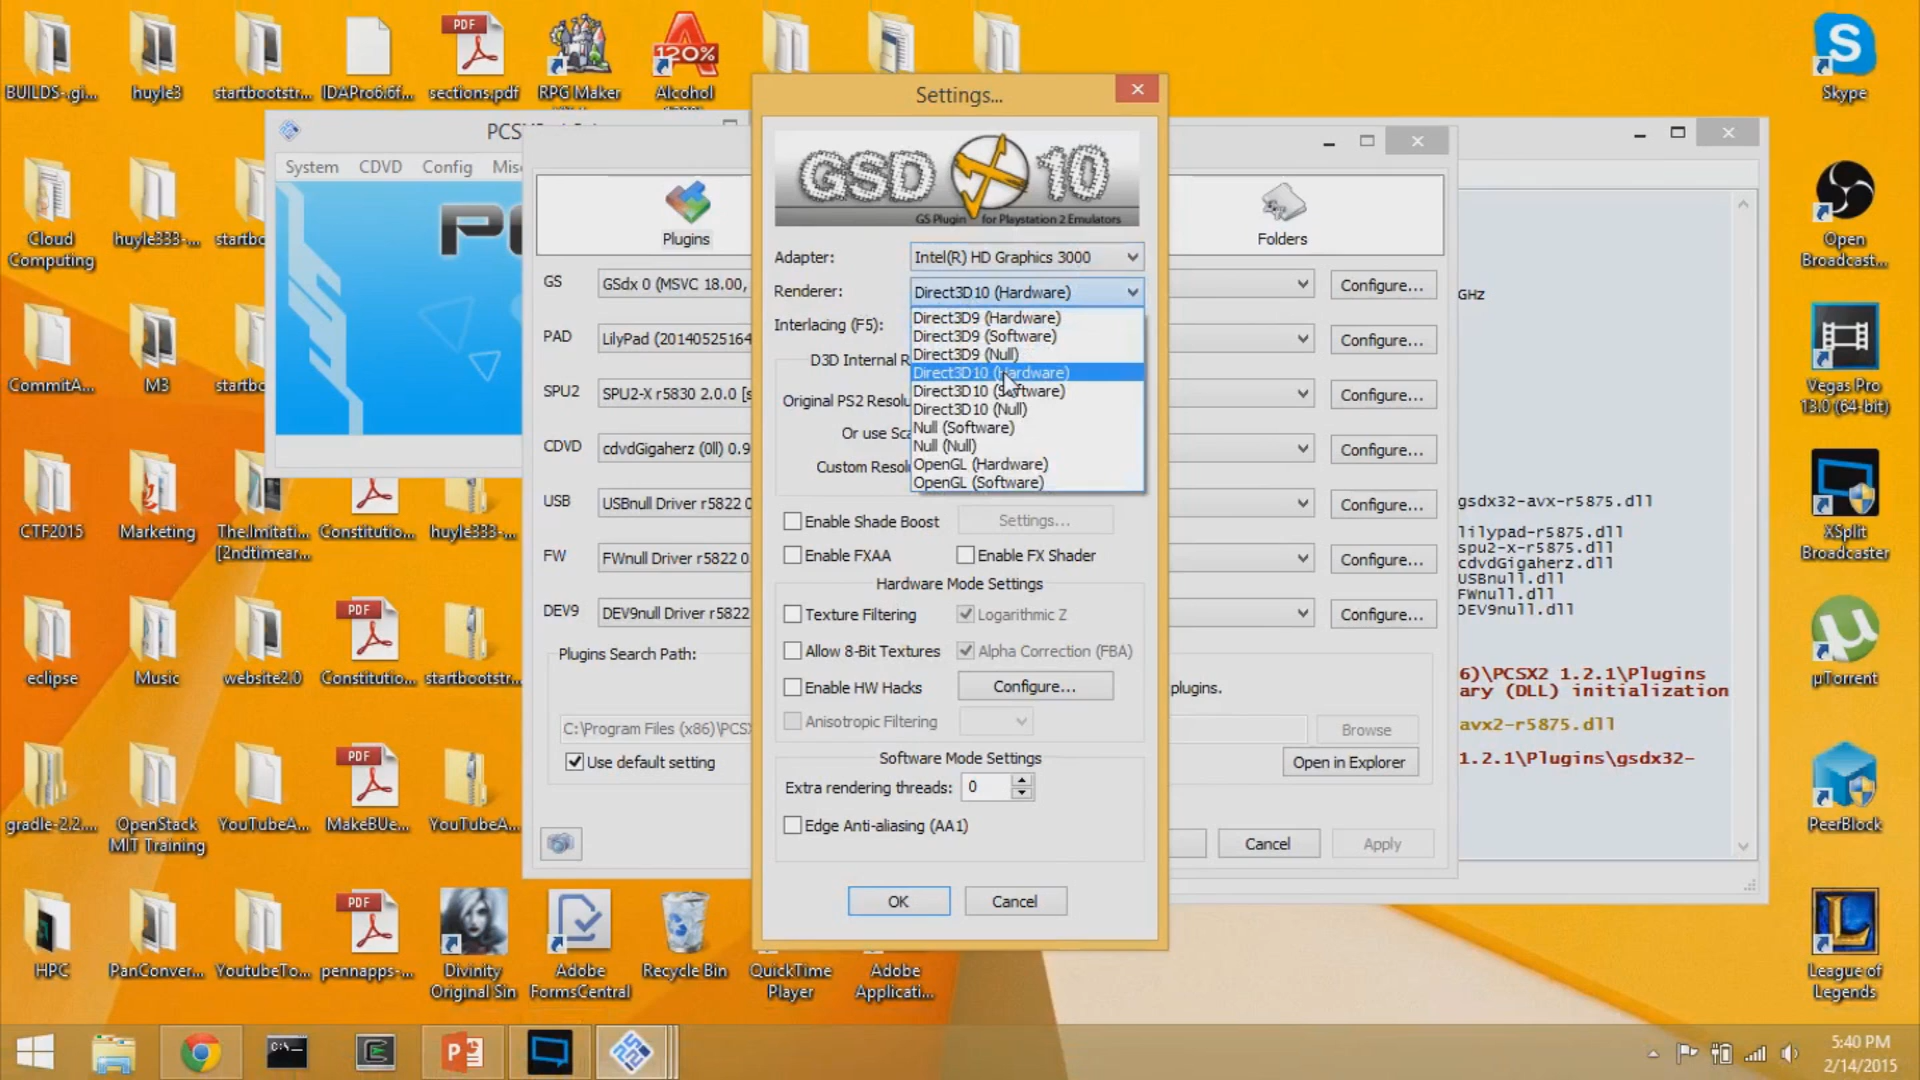 BUILDS-.gi...
huyle3
startbootstr...
IDAPro6.6f...
sections.pdf
RPG Maker
Alcohol
Skype
Cloud
Computing
huyle333-...
startbo
Open
Broadcast...
CommitA...
M3
startbo
Vegas Pro
13.0 (64-bit)
CTF2015
Marketing
The.Imitati...
[2ndtimear...
Constitutio...
huyle333-...
XSplit
Broadcaster
eclipse
Music
website2.0
Constitutio...
startbootstr...
µTorrent
gradle-2.2....
OpenStack
MIT Training
YouTubeA...
MakeBUe...
YouTubeA...
PeerBlock
HPC
PanConver...
YoutubeTo...
pennapps-...
Divinity
Original Sin
Adobe
FormsCentral
Recycle Bin
QuickTime
Player
Adobe
Applicati...
League of
Legends
PDF
PDF
PDF
PDF
120%
PCS
System
CDVD
Config
Misc
Plugins
Folders
GS
GSdx 0 (MSVC 18.00,
Configure...
PAD
LilyPad (20140525164
Configure...
SPU2
SPU2-X r5830 2.0.0 [s
Configure...
CDVD
cdvdGigaherz (0ll) 0.9
Configure...
USB
USBnull Driver r5822 0
Configure...
FW
FWnull Driver r5822 0
Configure...
DEV9
DEV9null Driver r5822
Configure...
Plugins Search Path:
plugins.
C:\Program Files (x86)\PCSX
Browse
Use default setting
Open in Explorer
Cancel
Apply
Settings...
GSD 10
GS Plugin for Playstation 2 Emulators
Adapter:
Intel(R) HD Graphics 3000
Renderer:
Direct3D10 (Hardware)
Interlacing (F5):
Direct3D9 (Hardware)
Direct3D9 (Software)
Direct3D9 (Null)
Direct3D10 (Hardware)
Direct3D10 (Software)
Direct3D10 (Null)
Null (Software)
Null (Null)
OpenGL (Hardware)
OpenGL (Software)
D3D Internal R
Original PS2 Resolu
Or use Sca
Custom Resol
Enable Shade Boost
Settings...
Enable FXAA
Enable FX Shader
Hardware Mode Settings
Texture Filtering
Logarithmic Z
Allow 8-Bit Textures
Alpha Correction (FBA)
Enable HW Hacks
Configure...
Anisotropic Filtering
Software Mode Settings
Extra rendering threads:
0
Edge Anti-aliasing (AA1)
OK
Cancel
GHz
gsdx32-avx-r5875.dll
lilypad-r5875.dll
spu2-x-r5875.dll
cdvdGigaherz.dll
USBnull.dll
FWnull.dll
DEV9null.dll
6)\PCSX2 1.2.1\Plugins
ary (DLL) initialization
avx2-r5875.dll
1.2.1\Plugins\gsdx32-
5:40 PM
2/14/2015